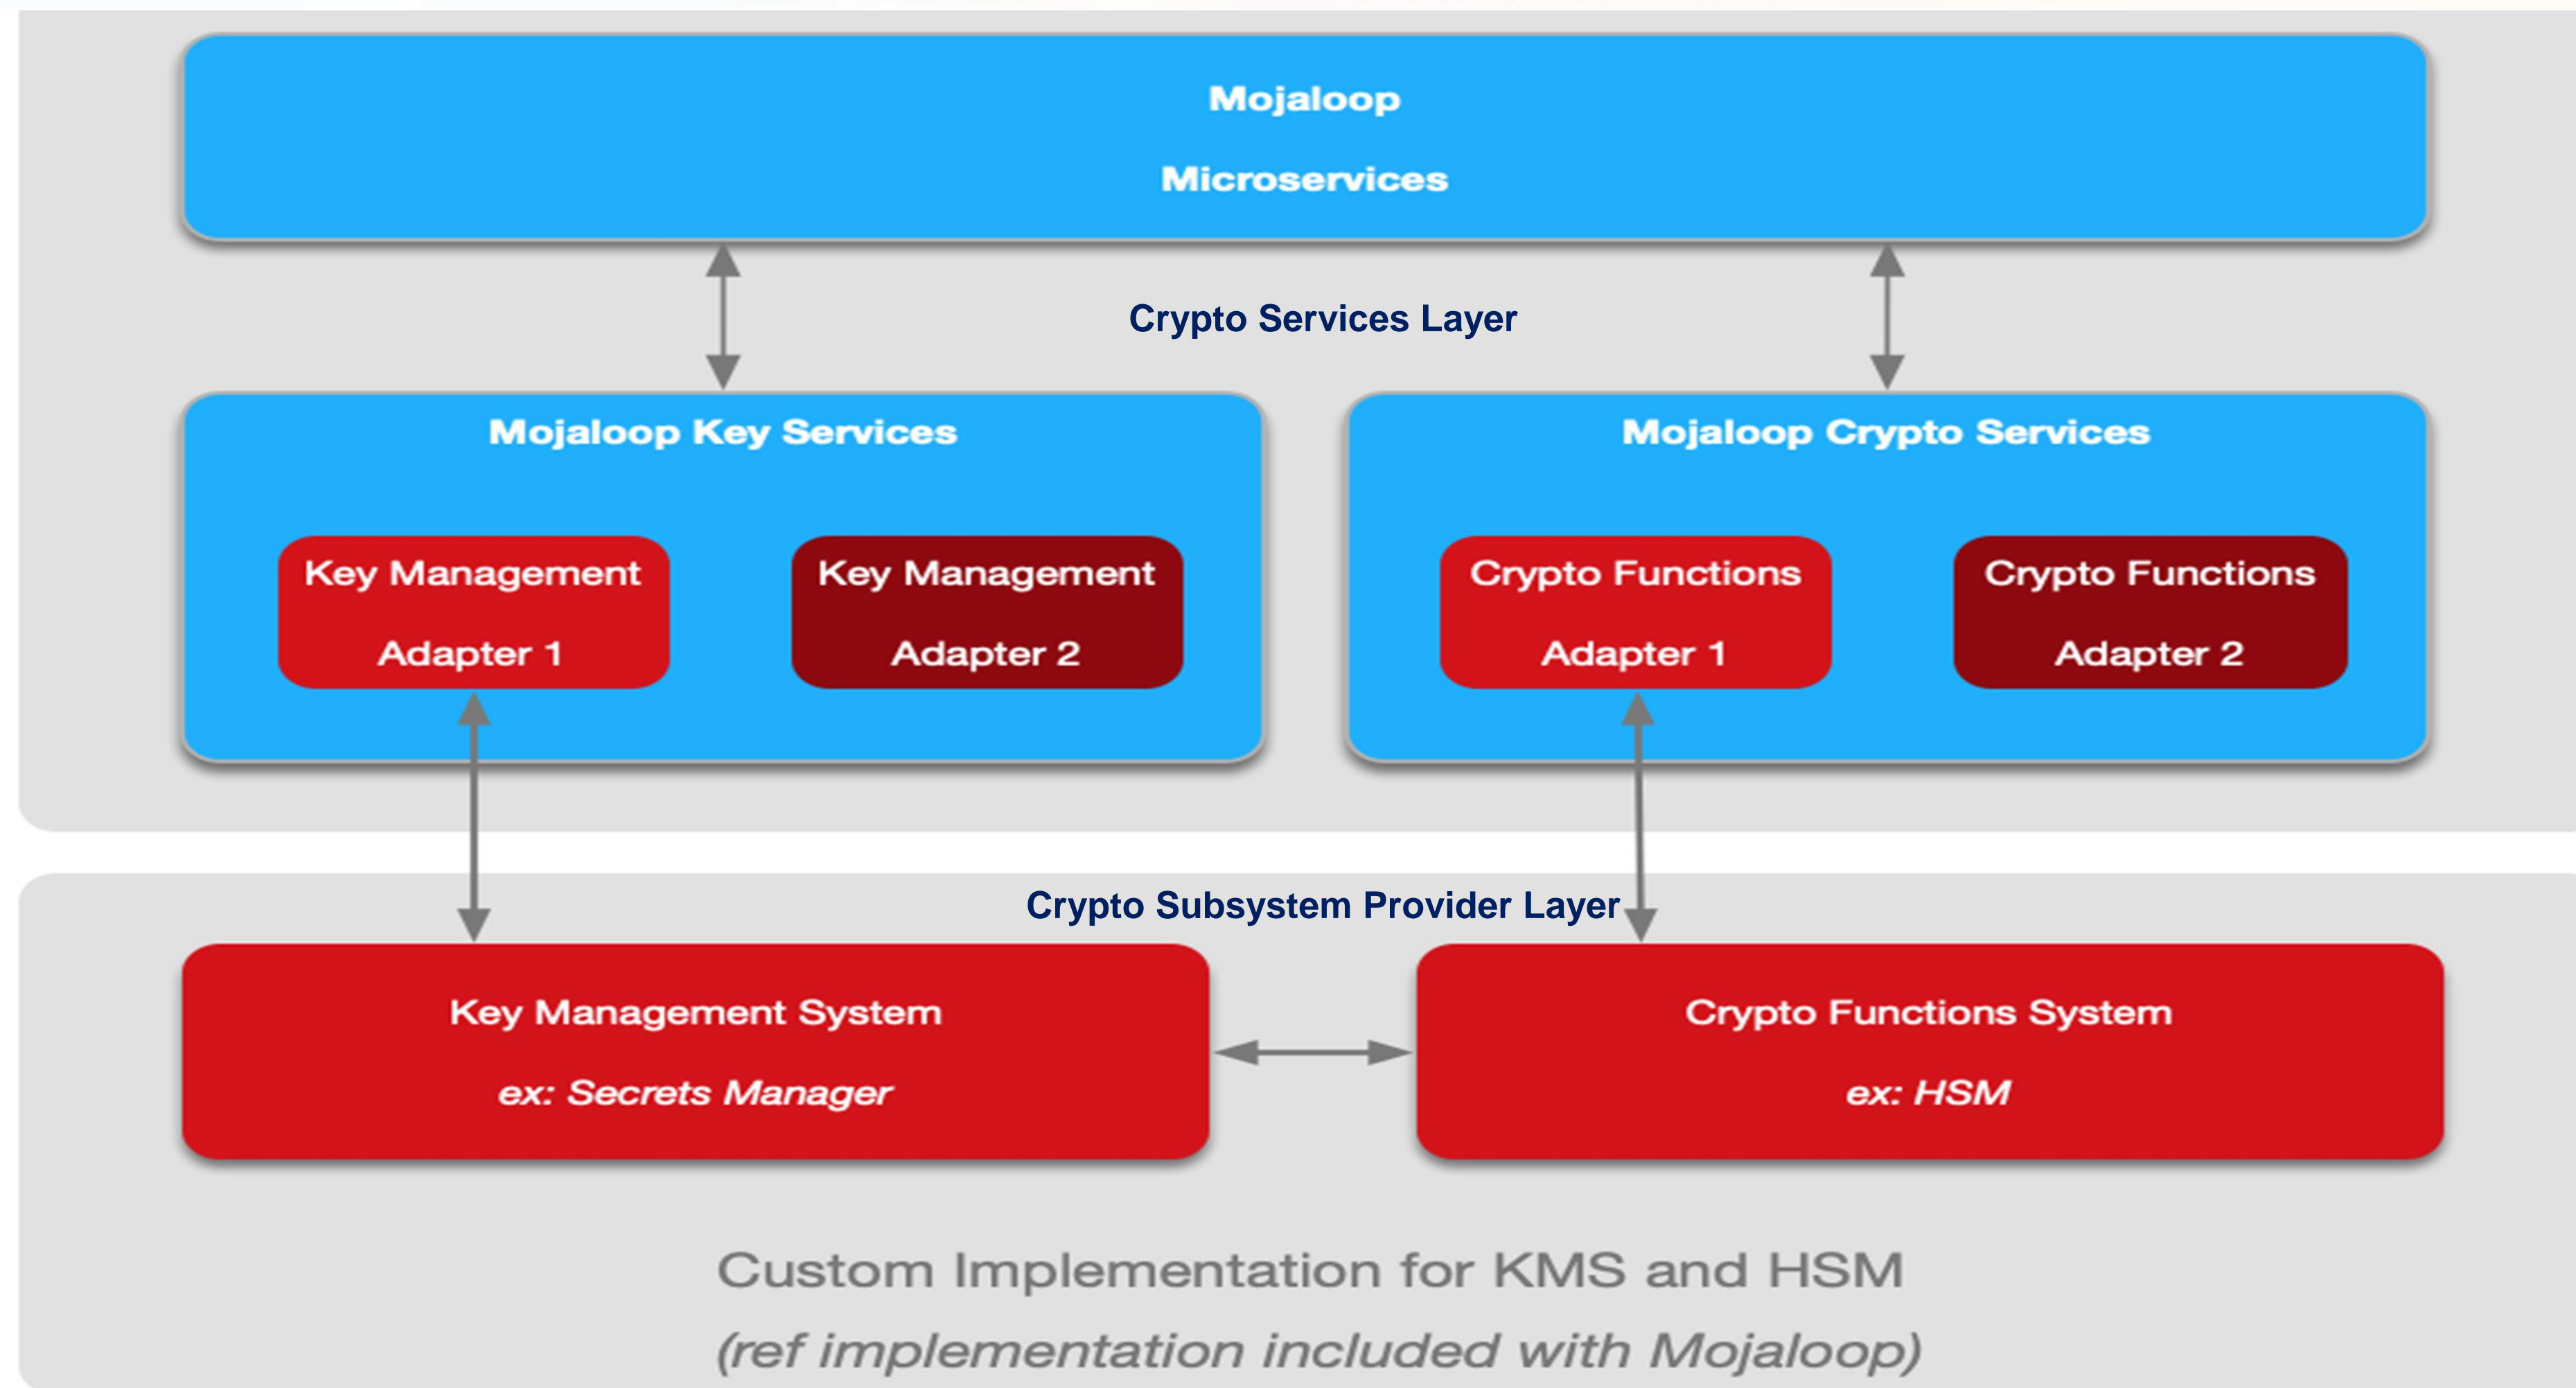 Mojaloop
Microservices
Crypto Services Layer
Mojaloop Key Services
Key Management
Adapter 1
Key Management
Adapter 2
Mojaloop Crypto Services
Crypto Functions
Adapter 1
Crypto Functions
Adapter 2
Crypto Subsystem Provider Layer
Key Management System
ex: Secrets Manager
Crypto Functions System
ex: HSM
Custom Implementation for KMS and HSM
(ref implementation included with Mojaloop)